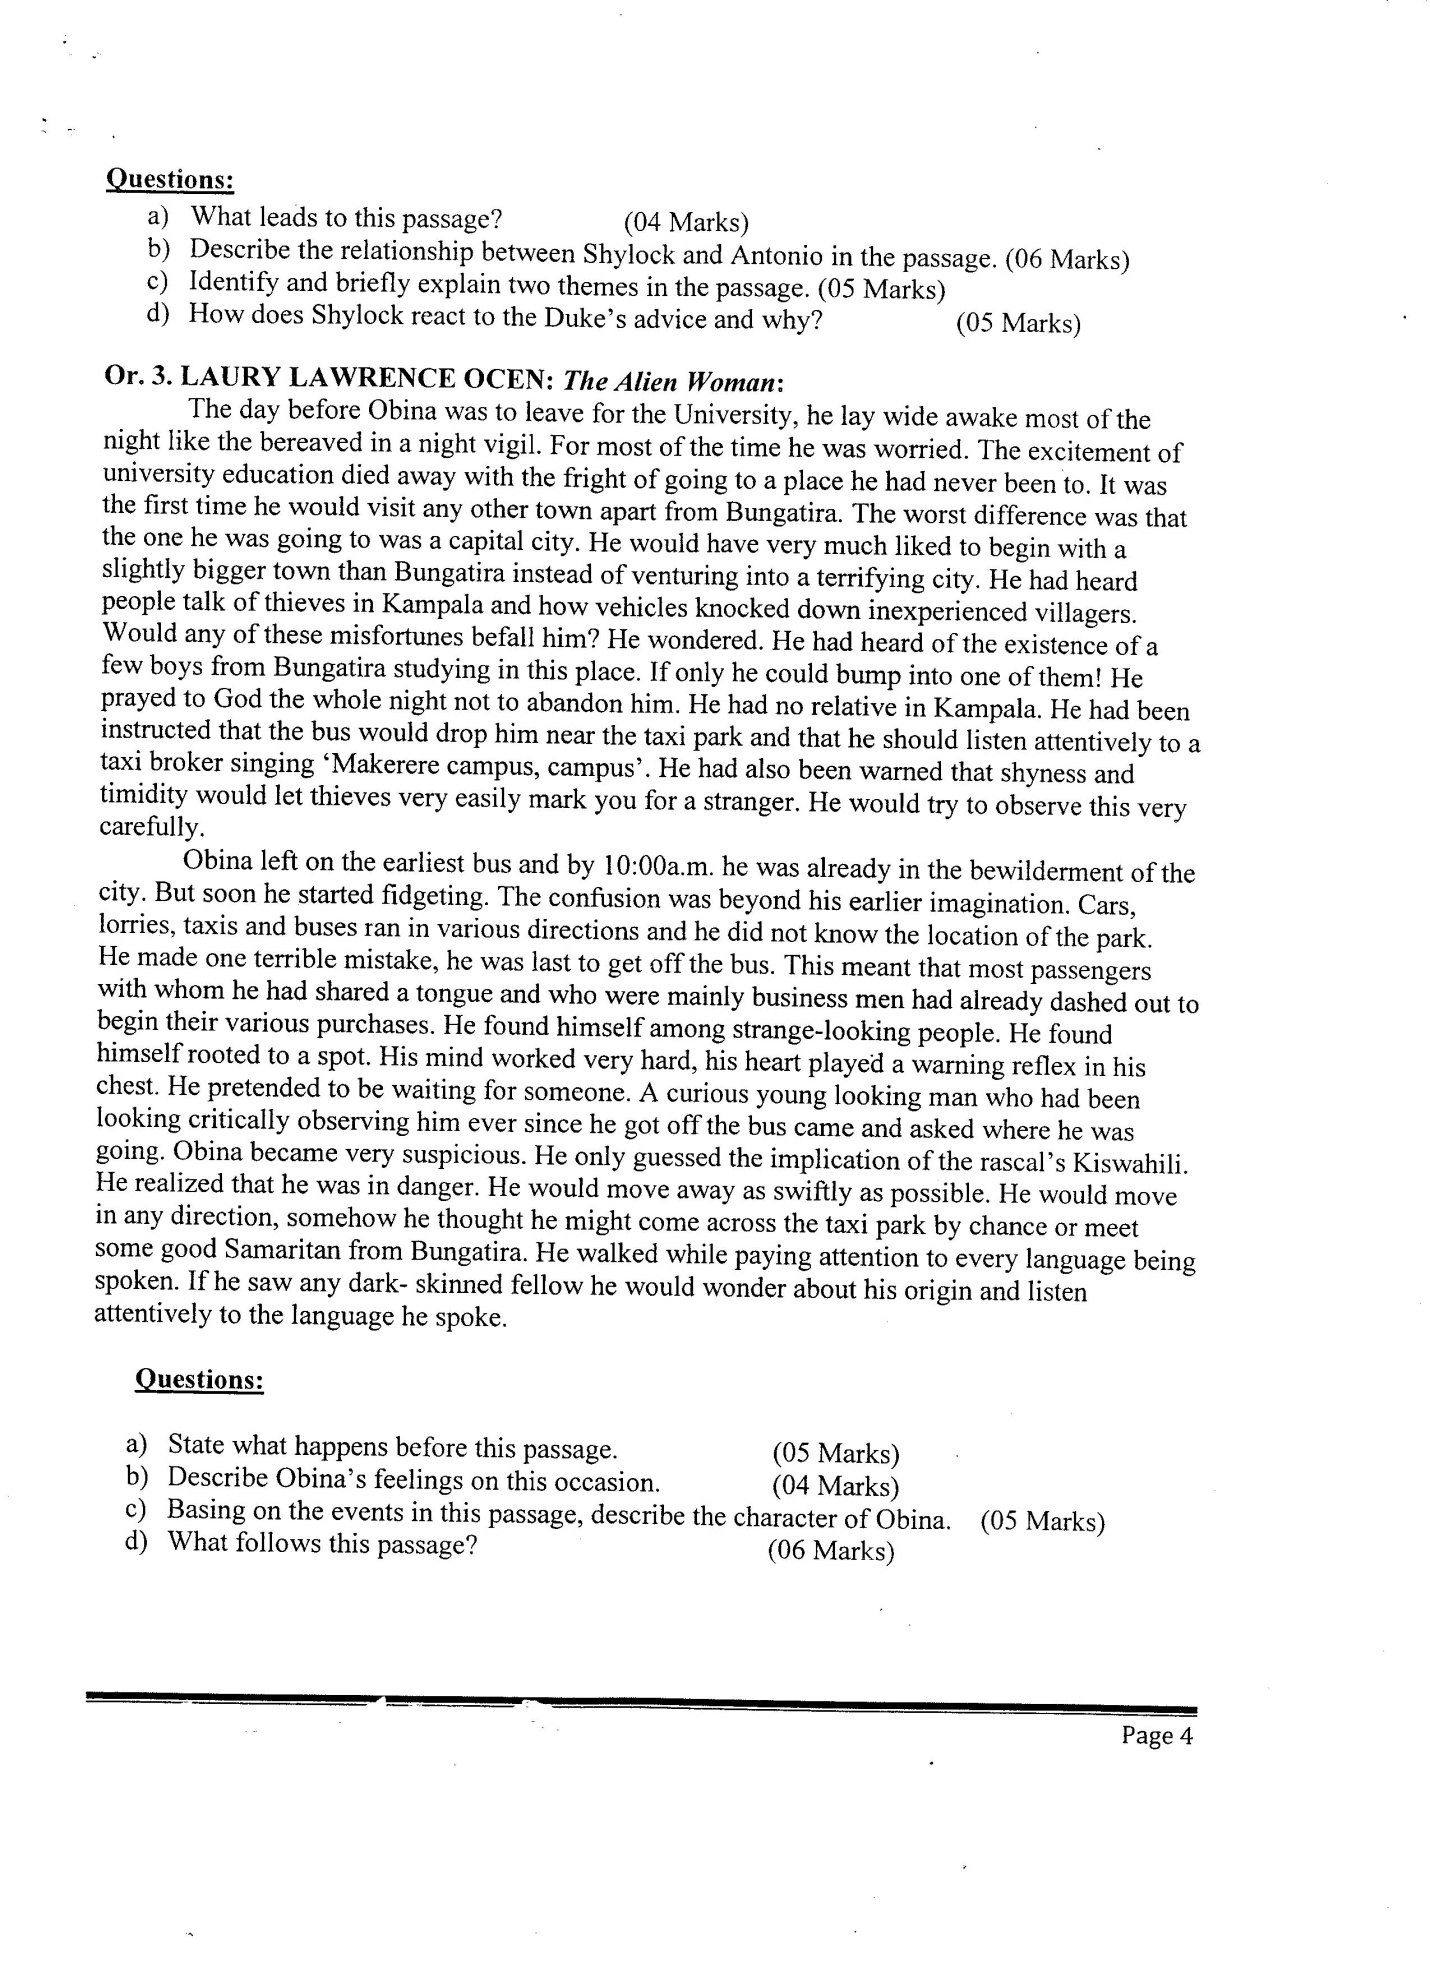 Questions:
a) What leads to this passage? (04 Marks)
b) Describe the relationship between Shylock and Antonio in the passage. (06 Marks)
c) Identify and briefly explain two themes in the passage. (05 Marks)
d) How does Shylock react to the Duke's advice and why? (05 Marks)
Or. 3. LAURY LAWRENCE OCEN: The Alien Woman:
The day before Obina was to leave for the University, he lay wide awake most of the
night like the bereaved in a night vigil. For most of the time he was worried. The excitement of
university education died away with the fright of going to a place he had never been to. It was
the first time he would visit any other town apart from Bungatira. The worst difference was that
the one he was going to was a capital city. He would have very much liked to begin with a
slightly bigger town than Bungatira instead of venturing into a terrifying city. He had heard
people talk of thieves in Kampala and how vehicles knocked down inexperienced villagers.
Would any of these misfortunes befall him? He wondered. He had heard of the existence of a
few boys from Bungatira studying in this place. If only he could bump into one of them! He
prayed to God the whole night not to abandon him. He had no relative in Kampala. He had been
instructed that the bus would drop him near the taxi park and that he should listen attentively to a
taxi broker singing 'Makerere campus, campus'. He had also been warned that shyness and
timidity would let thieves very easily mark you for a stranger. He would try to observe this very
carefully.
Obina left on the earliest bus and by 10:00a.m. he was already in the bewilderment of the
city. But soon he started fidgeting. The confusion was beyond his earlier imagination. Cars,
lorries, taxis and buses ran in various directions and he did not know the location of the park.
He made one terrible mistake, he was last to get off the bus. This meant that most passengers
with whom he had shared a tongue and who were mainly business men had already dashed out to
begin their various purchases. He found himself among strange-looking people. He found
himself rooted to a spot. His mind worked very hard, his heart played a warning reflex in his
chest. He pretended to be waiting for someone. A curious young looking man who had been
looking critically observing him ever since he got off the bus came and asked where he was
going. Obina became very suspicious. He only guessed the implication of the rascal's Kiswahili.
He realized that he was in danger. He would move away as swiftly as possible. He would move
in any direction, somehow he thought he might come across the taxi park by chance or meet
some good Samaritan from Bungatira. He walked while paying attention to every language being
spoken. If he saw any dark- skinned fellow he would wonder about his origin and listen
attentively to the language he spoke.
Questions:
a) State what happens before this passage. (05 Marks)
b) Describe Obina's feelings on this occasion. (04 Marks)
c) Basing on the events in this passage, describe the character of Obina. (05 Marks)
d) What follows this passage? (06 Marks)
Page 4